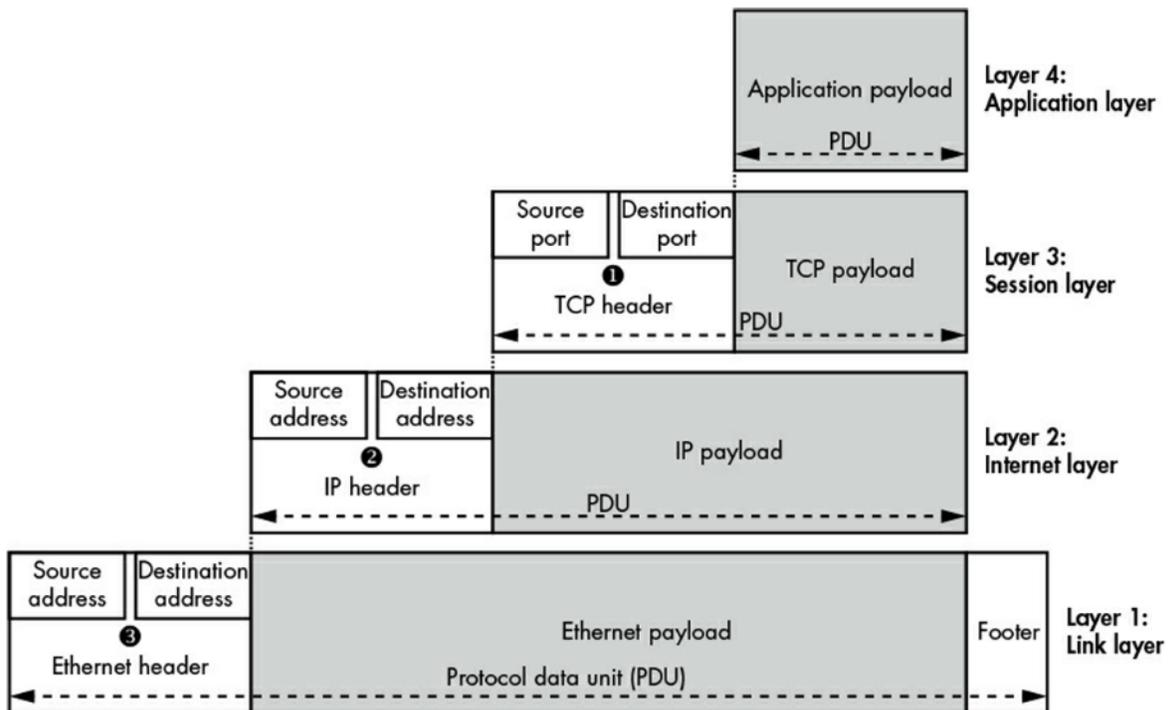 Application payload
PDU
Layer 4:
Application layer
Source
port
Destination
port
❶
TCP header
TCP payload
PDU
Layer 3:
Session layer
Source
address
Destination
address
❷
IP header
IP payload
PDU
Layer 2:
Internet layer
Source
address
Destination
address
❸
Ethernet header
Ethernet payload
Protocol data unit (PDU)
Footer
Layer 1:
Link layer